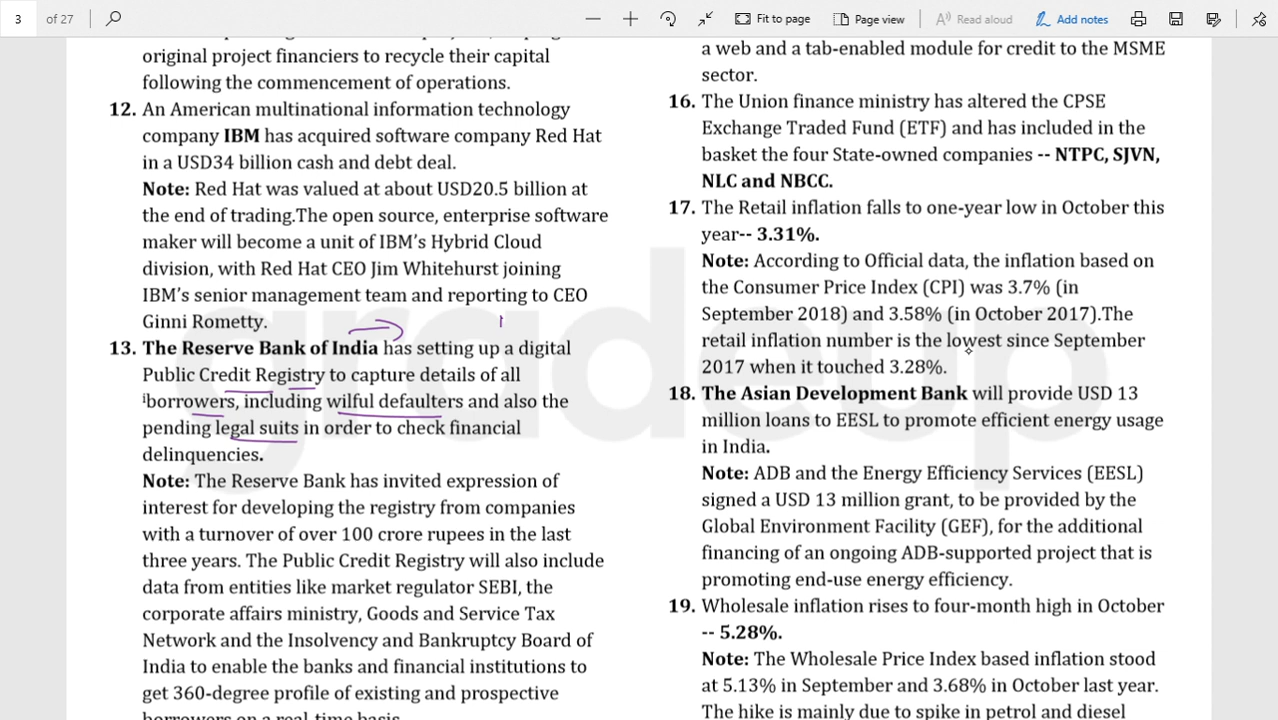 3 of 27
Fit to page
Page view
Read aloud
Add notes
original project financiers to recycle their capital
following the commencement of operations.
12. An American multinational information technology
company IBM has acquired software company Red Hat
in a USD34 billion cash and debt deal.
Note: Red Hat was valued at about USD20.5 billion at
the end of trading.The open source, enterprise software
maker will become a unit of IBM's Hybrid Cloud
division, with Red Hat CEO Jim Whitehurst joining
IBM's senior management team and reporting to CEO
Ginni Rometty.
13. The Reserve Bank of India has setting up a digital
Public Credit Registry to capture details of all
borrowers, including wilful defaulters and also the
pending legal suits in order to check financial
delinquencies.
Note: The Reserve Bank has invited expression of
interest for developing the registry from companies
with a turnover of over 100 crore rupees in the last
three years. The Public Credit Registry will also include
data from entities like market regulator SEBI, the
corporate affairs ministry, Goods and Service Tax
Network and the Insolvency and Bankruptcy Board of
India to enable the banks and financial institutions to
get 360-degree profile of existing and prospective
borrowers on a real-time basis.
a web and a tab-enabled module for credit to the MSME
sector.
16. The Union finance ministry has altered the CPSE
Exchange Traded Fund (ETF) and has included in the
basket the four State-owned companies -- NTPC, SJVN,
NLC and NBCC.
17. The Retail inflation falls to one-year low in October this
year-- 3.31%.
Note: According to Official data, the inflation based on
the Consumer Price Index (CPI) was 3.7% (in
September 2018) and 3.58% (in October 2017).The
retail inflation number is the lowest since September
2017 when it touched 3.28%.
18. The Asian Development Bank will provide USD 13
million loans to EESL to promote efficient energy usage
in India.
Note: ADB and the Energy Efficiency Services (EESL)
signed a USD 13 million grant, to be provided by the
Global Environment Facility (GEF), for the additional
financing of an ongoing ADB-supported project that is
promoting end-use energy efficiency.
19. Wholesale inflation rises to four-month high in October
-- 5.28%.
Note: The Wholesale Price Index based inflation stood
at 5.13% in September and 3.68% in October last year.
The hike is mainly due to spike in petrol and diesel
gradeup